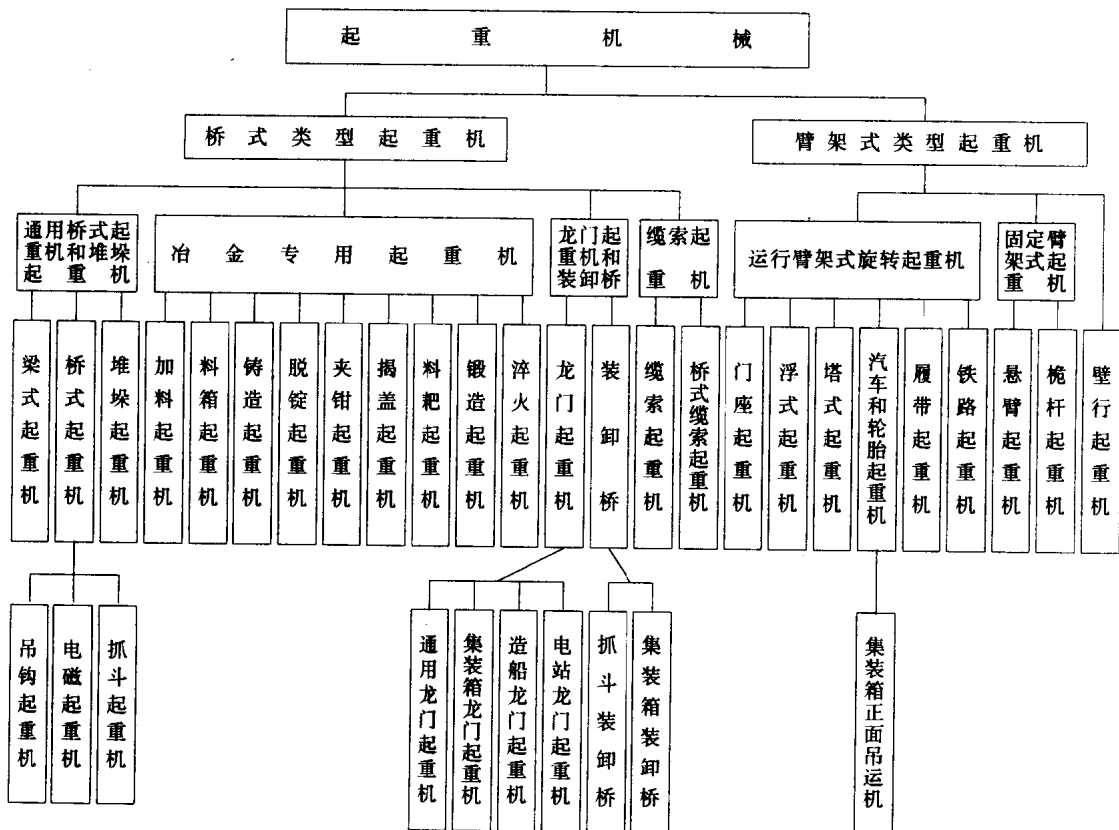 起重机械
桥式类型起重机
臂架式类型起重机
通用桥式起
重机和堆垛
起重机
冶金专用起重机
龙门起
重机和
装卸桥
缆索起
重机
运行臂架式旋转起重机
固定臂
架式起
重机
梁式起重机
桥式起重机
堆垛起重机
加料起重机
料箱起重机
铸造起重机
脱锭起重机
夹钳起重机
揭盖起重机
料耙起重机
锻造起重机
淬火起重机
龙门起重机
装卸桥
缆索起重机
桥式缆索起重机
门座起重机
浮式起重机
塔式起重机
汽车和轮胎起重机
履带起重机
铁路起重机
悬臂起重机
桅杆起重机
壁行起重机
吊钩起重机
电磁起重机
抓斗起重机
通用龙门起重机
集装箱龙门起重机
造船龙门起重机
电站龙门起重机
抓斗装卸桥
集装箱装卸桥
集装箱正面吊运机